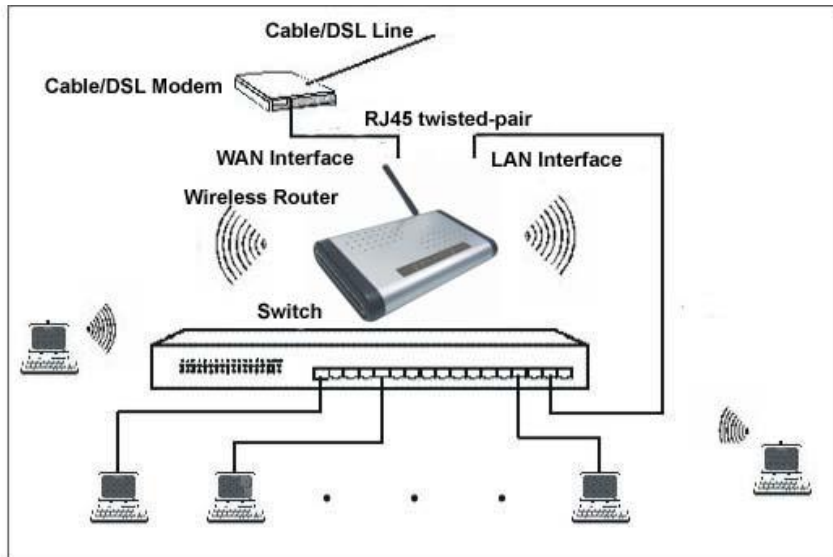 Cable/DSL Line
Cable/DSL Modem
RJ45 twisted-pair
WAN Interface
LAN Interface
Wireless Router
Switch